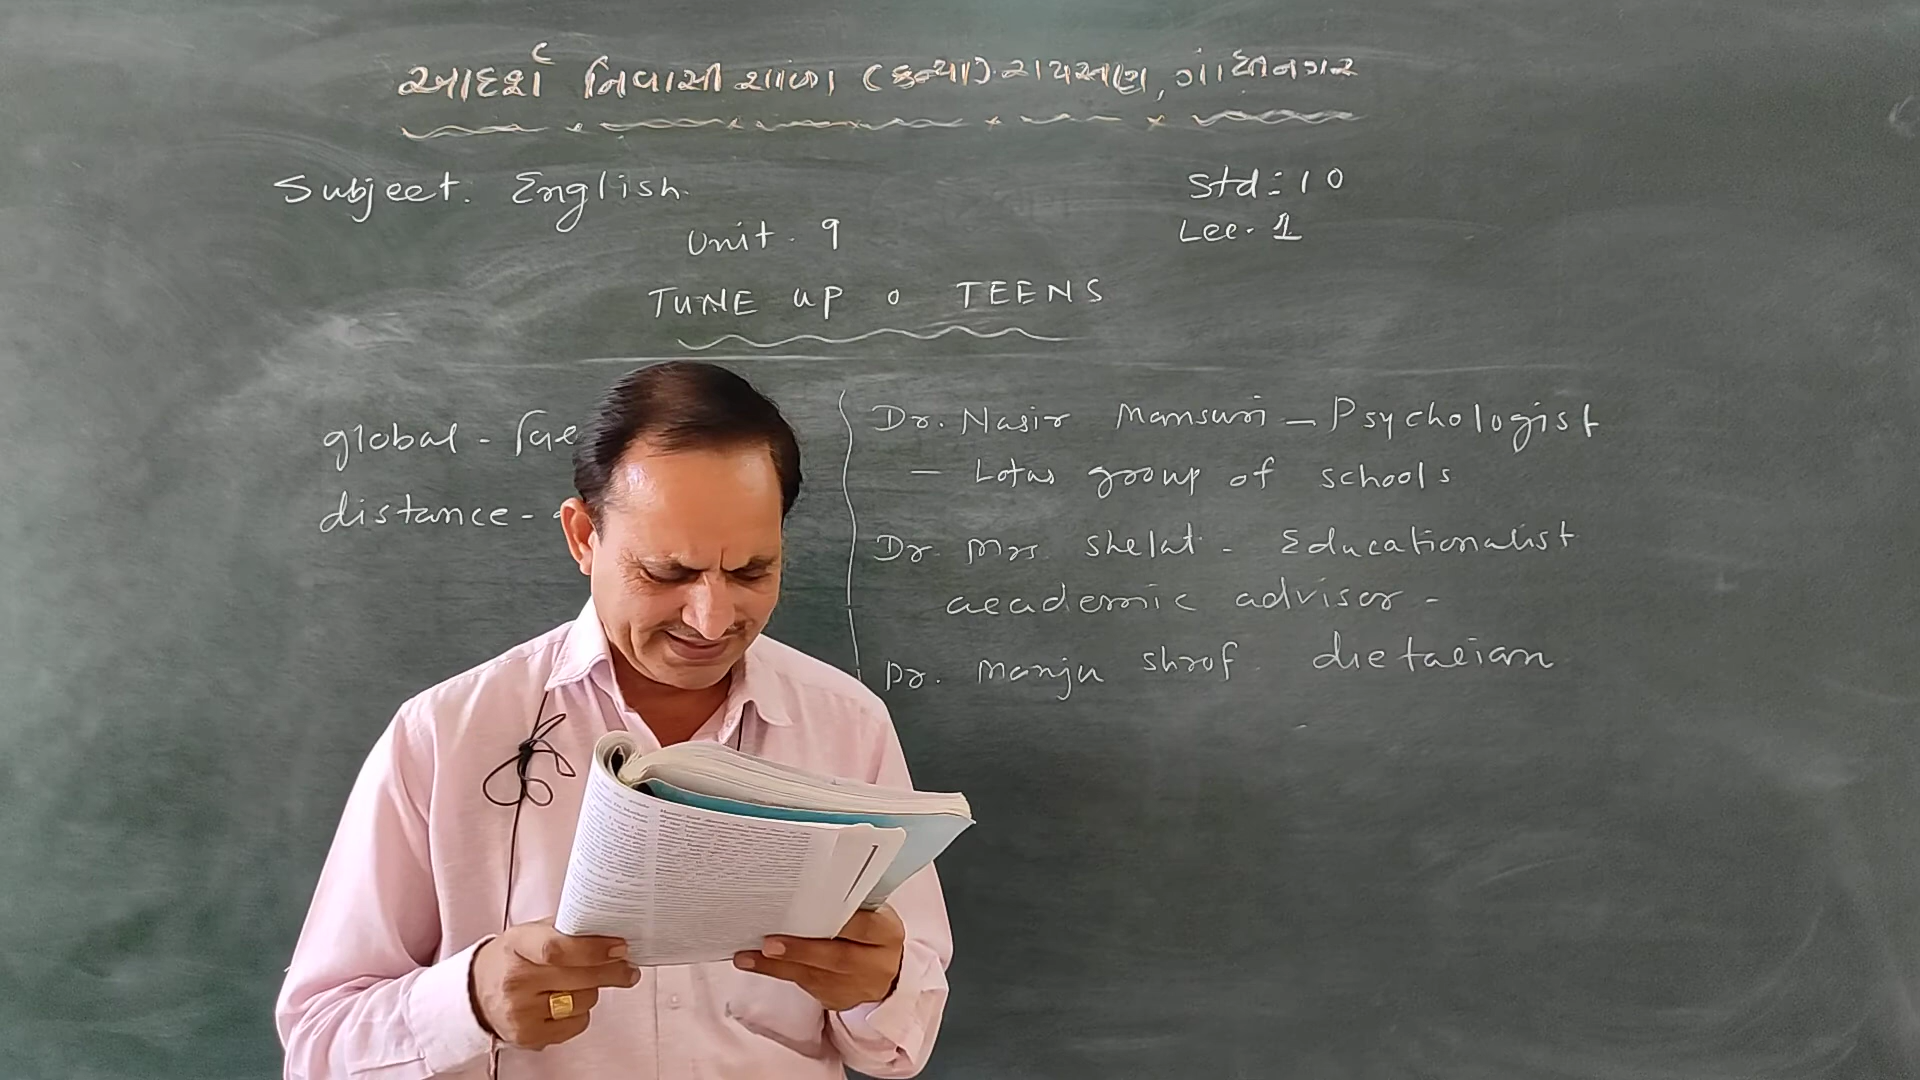 આદર્શ નિવાસી શાળા (કન્યા) રાયસણ, ગાંધીનગર
Subject. English.
Std:10
Lec. 1
Unit. 9
TUNE UP O TEENS
global -
distance -
Dr. Nasir Mansuri - Psychologist
- Lotus group of schools
Dr. Mrs. Shelat. - Educationalist
academic advisor -
Dr. Manju Shrof. dietacian